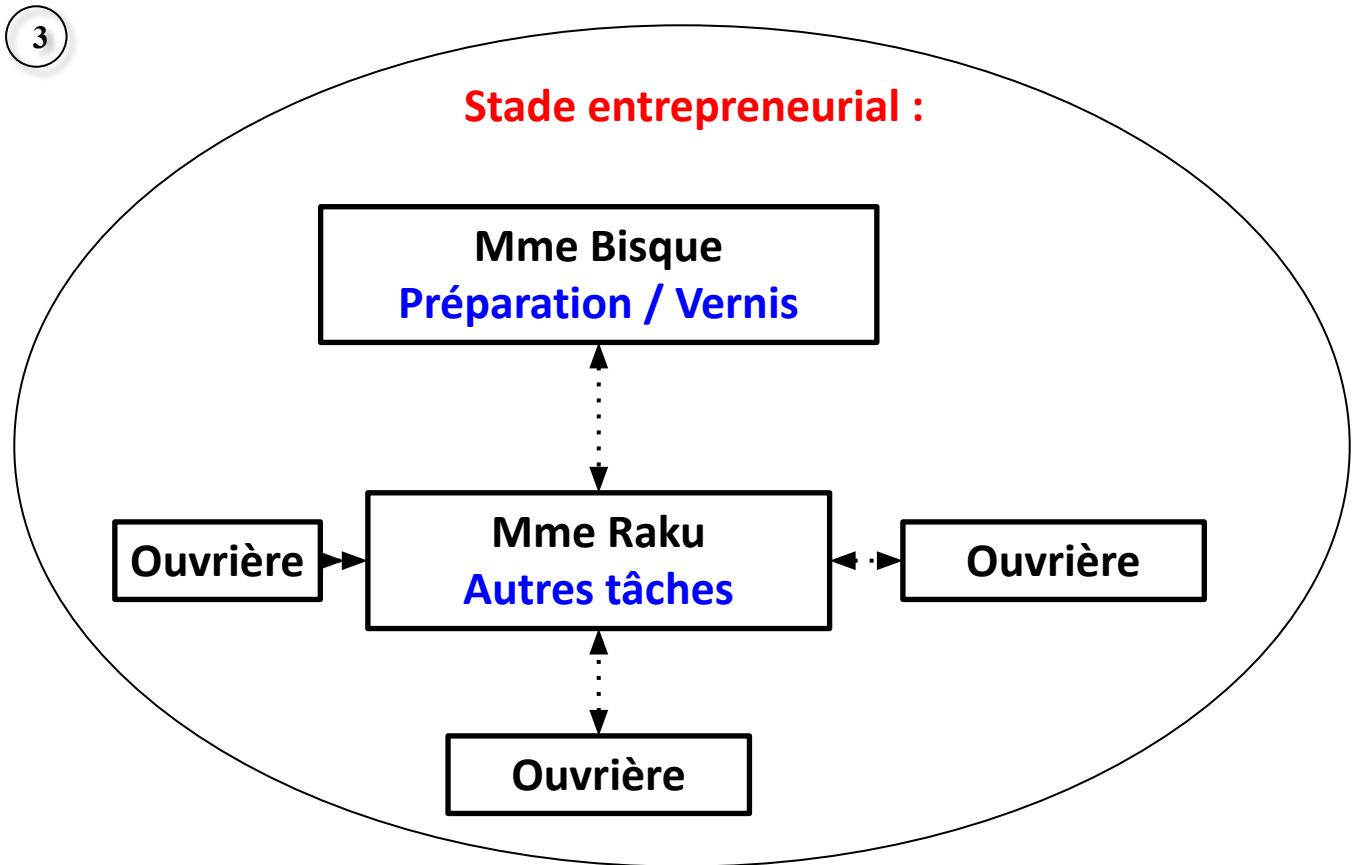 3
Stade entrepreneurial :
Mme Bisque
Préparation / Vernis
Ouvrière
Mme Raku
Autres tâches
Ouvrière
Ouvrière